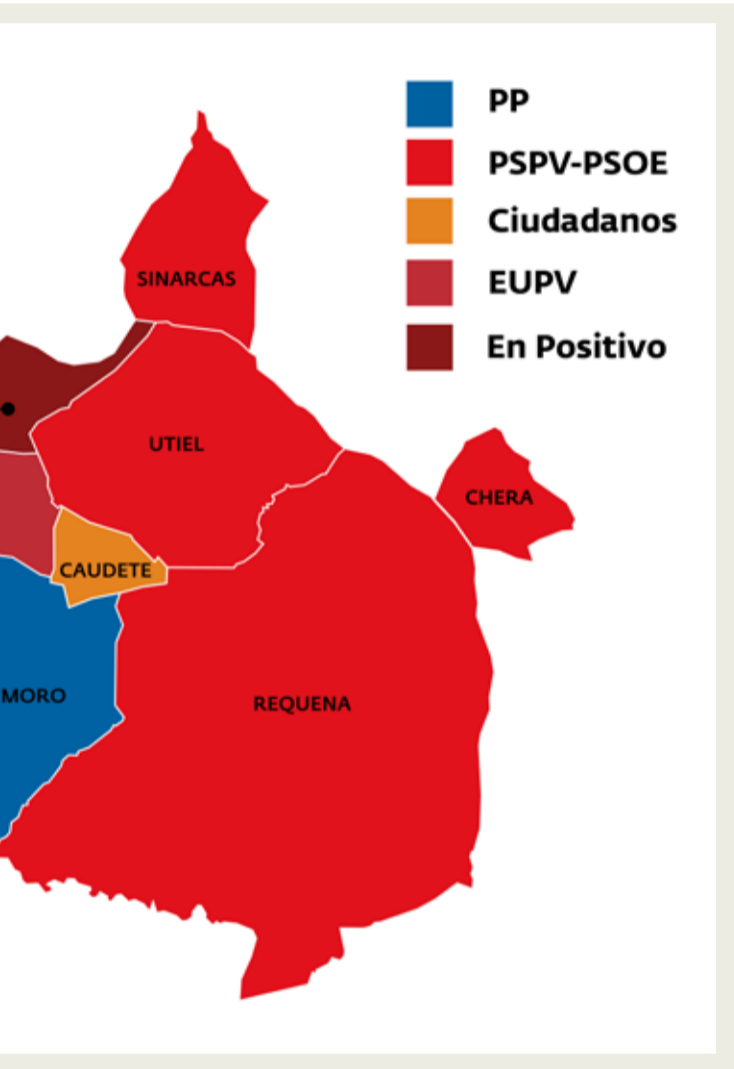 PP
PSPV-PSOE
Ciudadanos
EUPV
En Positivo
SINARCAS
UTIEL
CHERA
CAUDETE
MORO
REQUENA